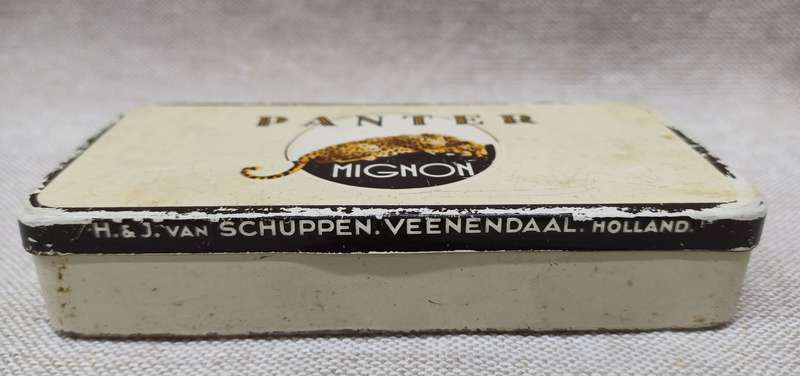 PANTER
MIGNON
H. & J. VAN SCHUPPEN. VEENENDAAL. HOLLAND.